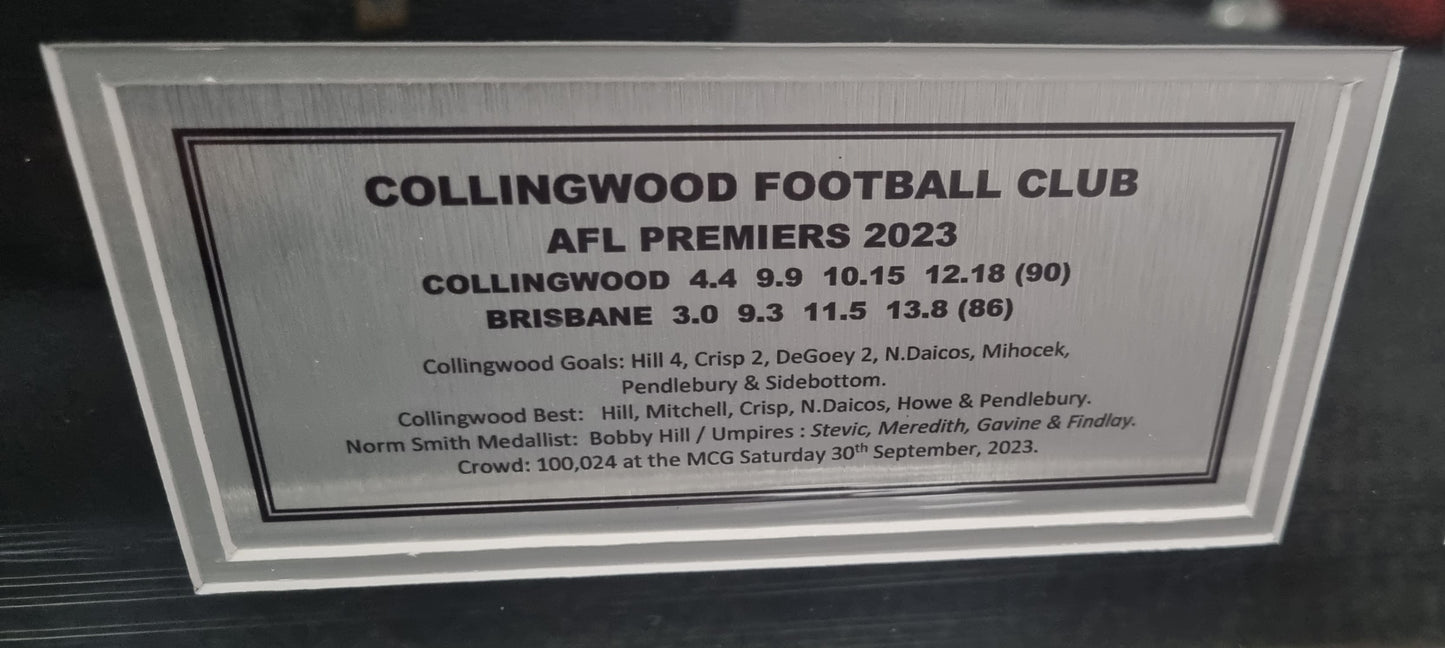 COLLINGWOOD FOOTBALL CLUB
AFL PREMIERS 2023
COLLINGWOOD 4.4 9.9 10.15 12.18 (90)
BRISBANE 3.0 9.3 11.5 13.8 (86)
Collingwood Goals: Hill 4, Crisp 2, DeGoey 2, N.Daicos, Mihocek,
Pendlebury & Sidebottom.
Collingwood Best: Hill, Mitchell, Crisp, N.Daicos, Howe & Pendlebury.
Norm Smith Medallist: Bobby Hill / Umpires : Stevic, Meredith, Gavine & Findlay.
Crowd: 100,024 at the MCG Saturday 30th September, 2023.